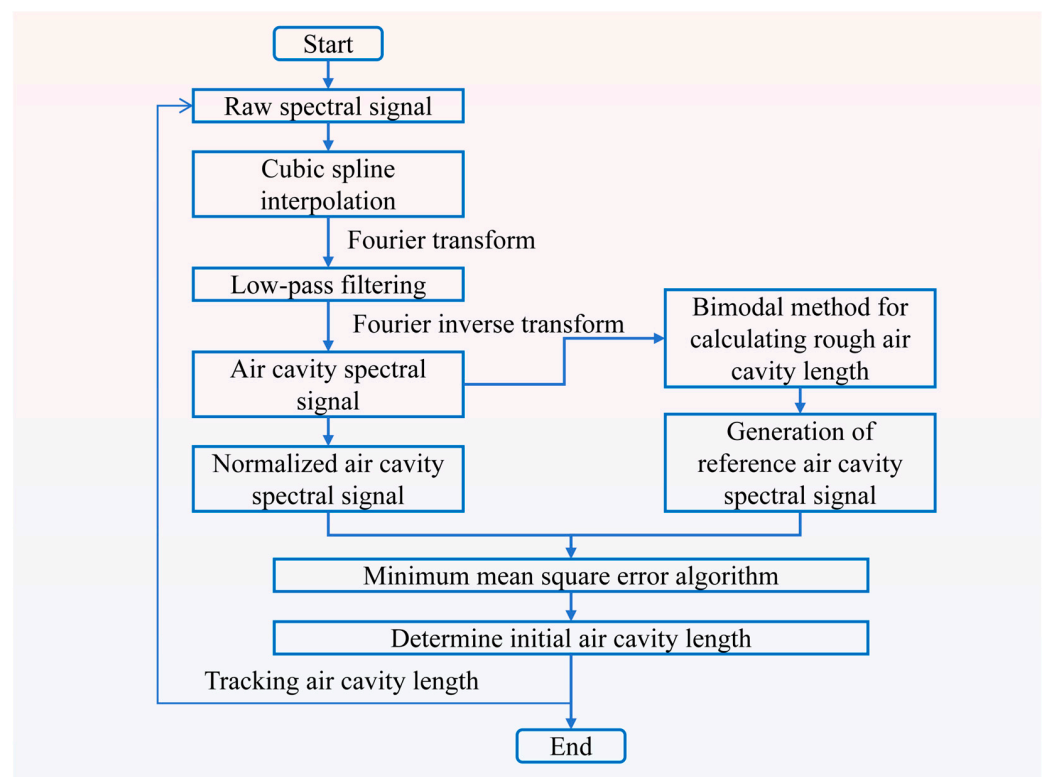 Start
Raw spectral signal
Cubic spline
interpolation
Fourier transform
Low-pass filtering
Fourier inverse transform
Air cavity spectral
signal
Normalized air cavity
spectral signal
Bimodal method for
calculating rough air
cavity length
Generation of
reference air cavity
spectral signal
Minimum mean square error algorithm
Determine initial air cavity length
Tracking air cavity length
End